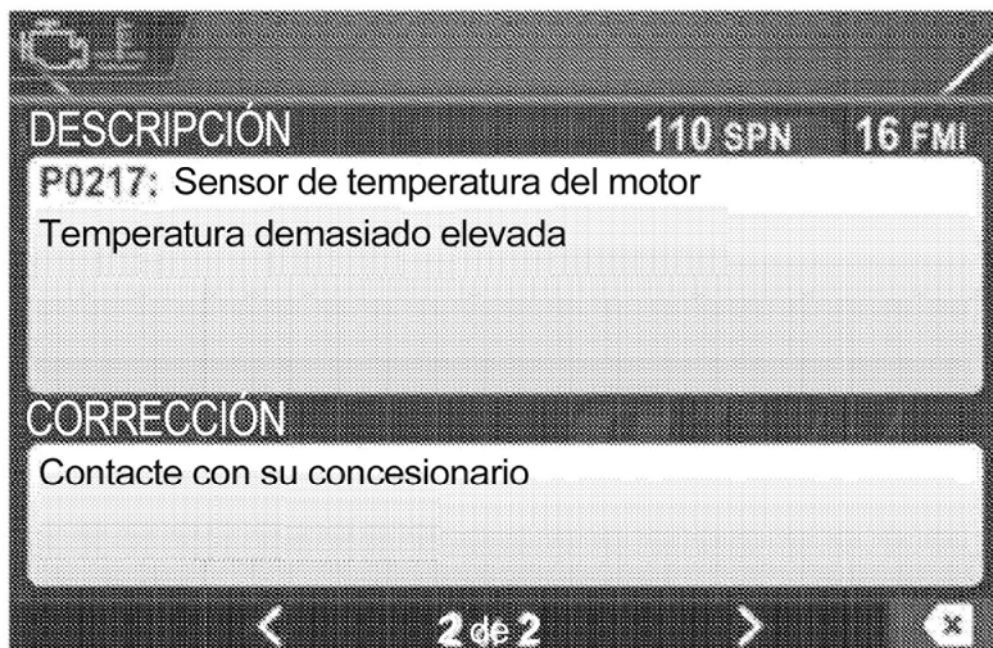 DESCRIPCIÓN 110 SPN 16 FMI
P0217: Sensor de temperatura del motor
Temperatura demasiado elevada
CORRECCIÓN
Contacte con su concesionario
2 de 2